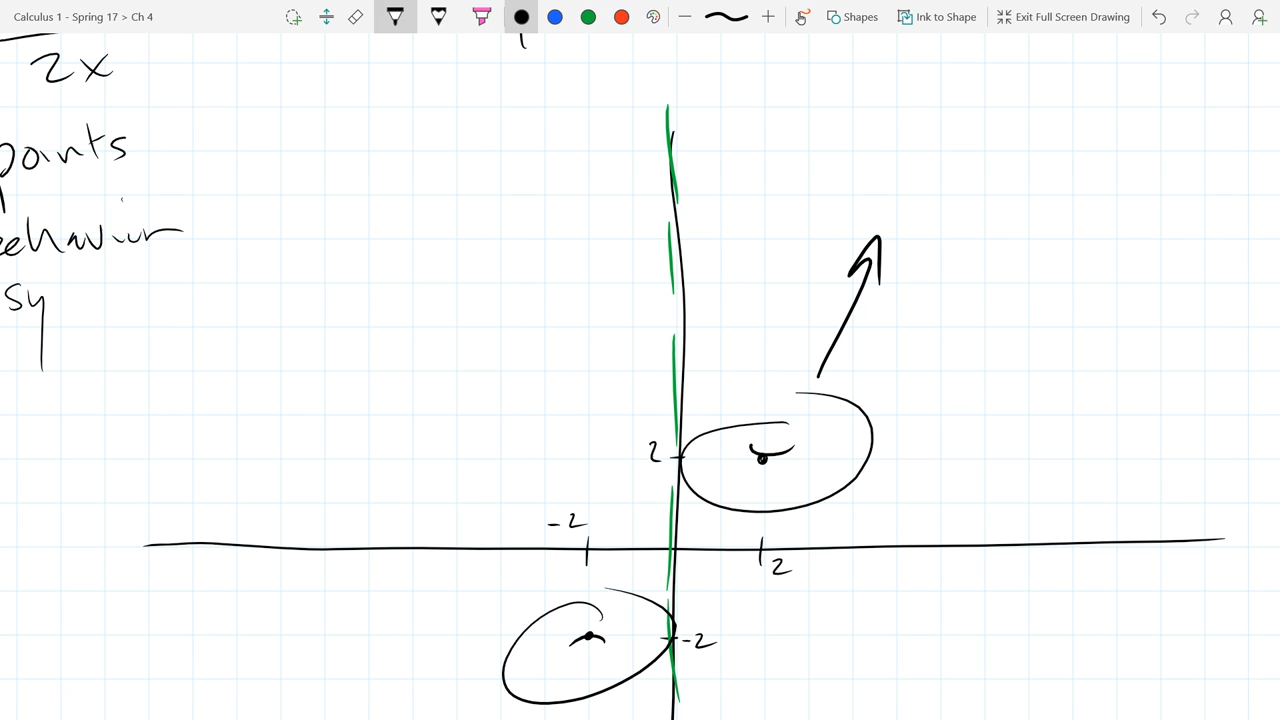 Calculus 1 - Spring 17 > Ch 4
Shapes
Ink to Shape
Exit Full Screen Drawing
2x
points
behavior
sy
2
-2
2
-2